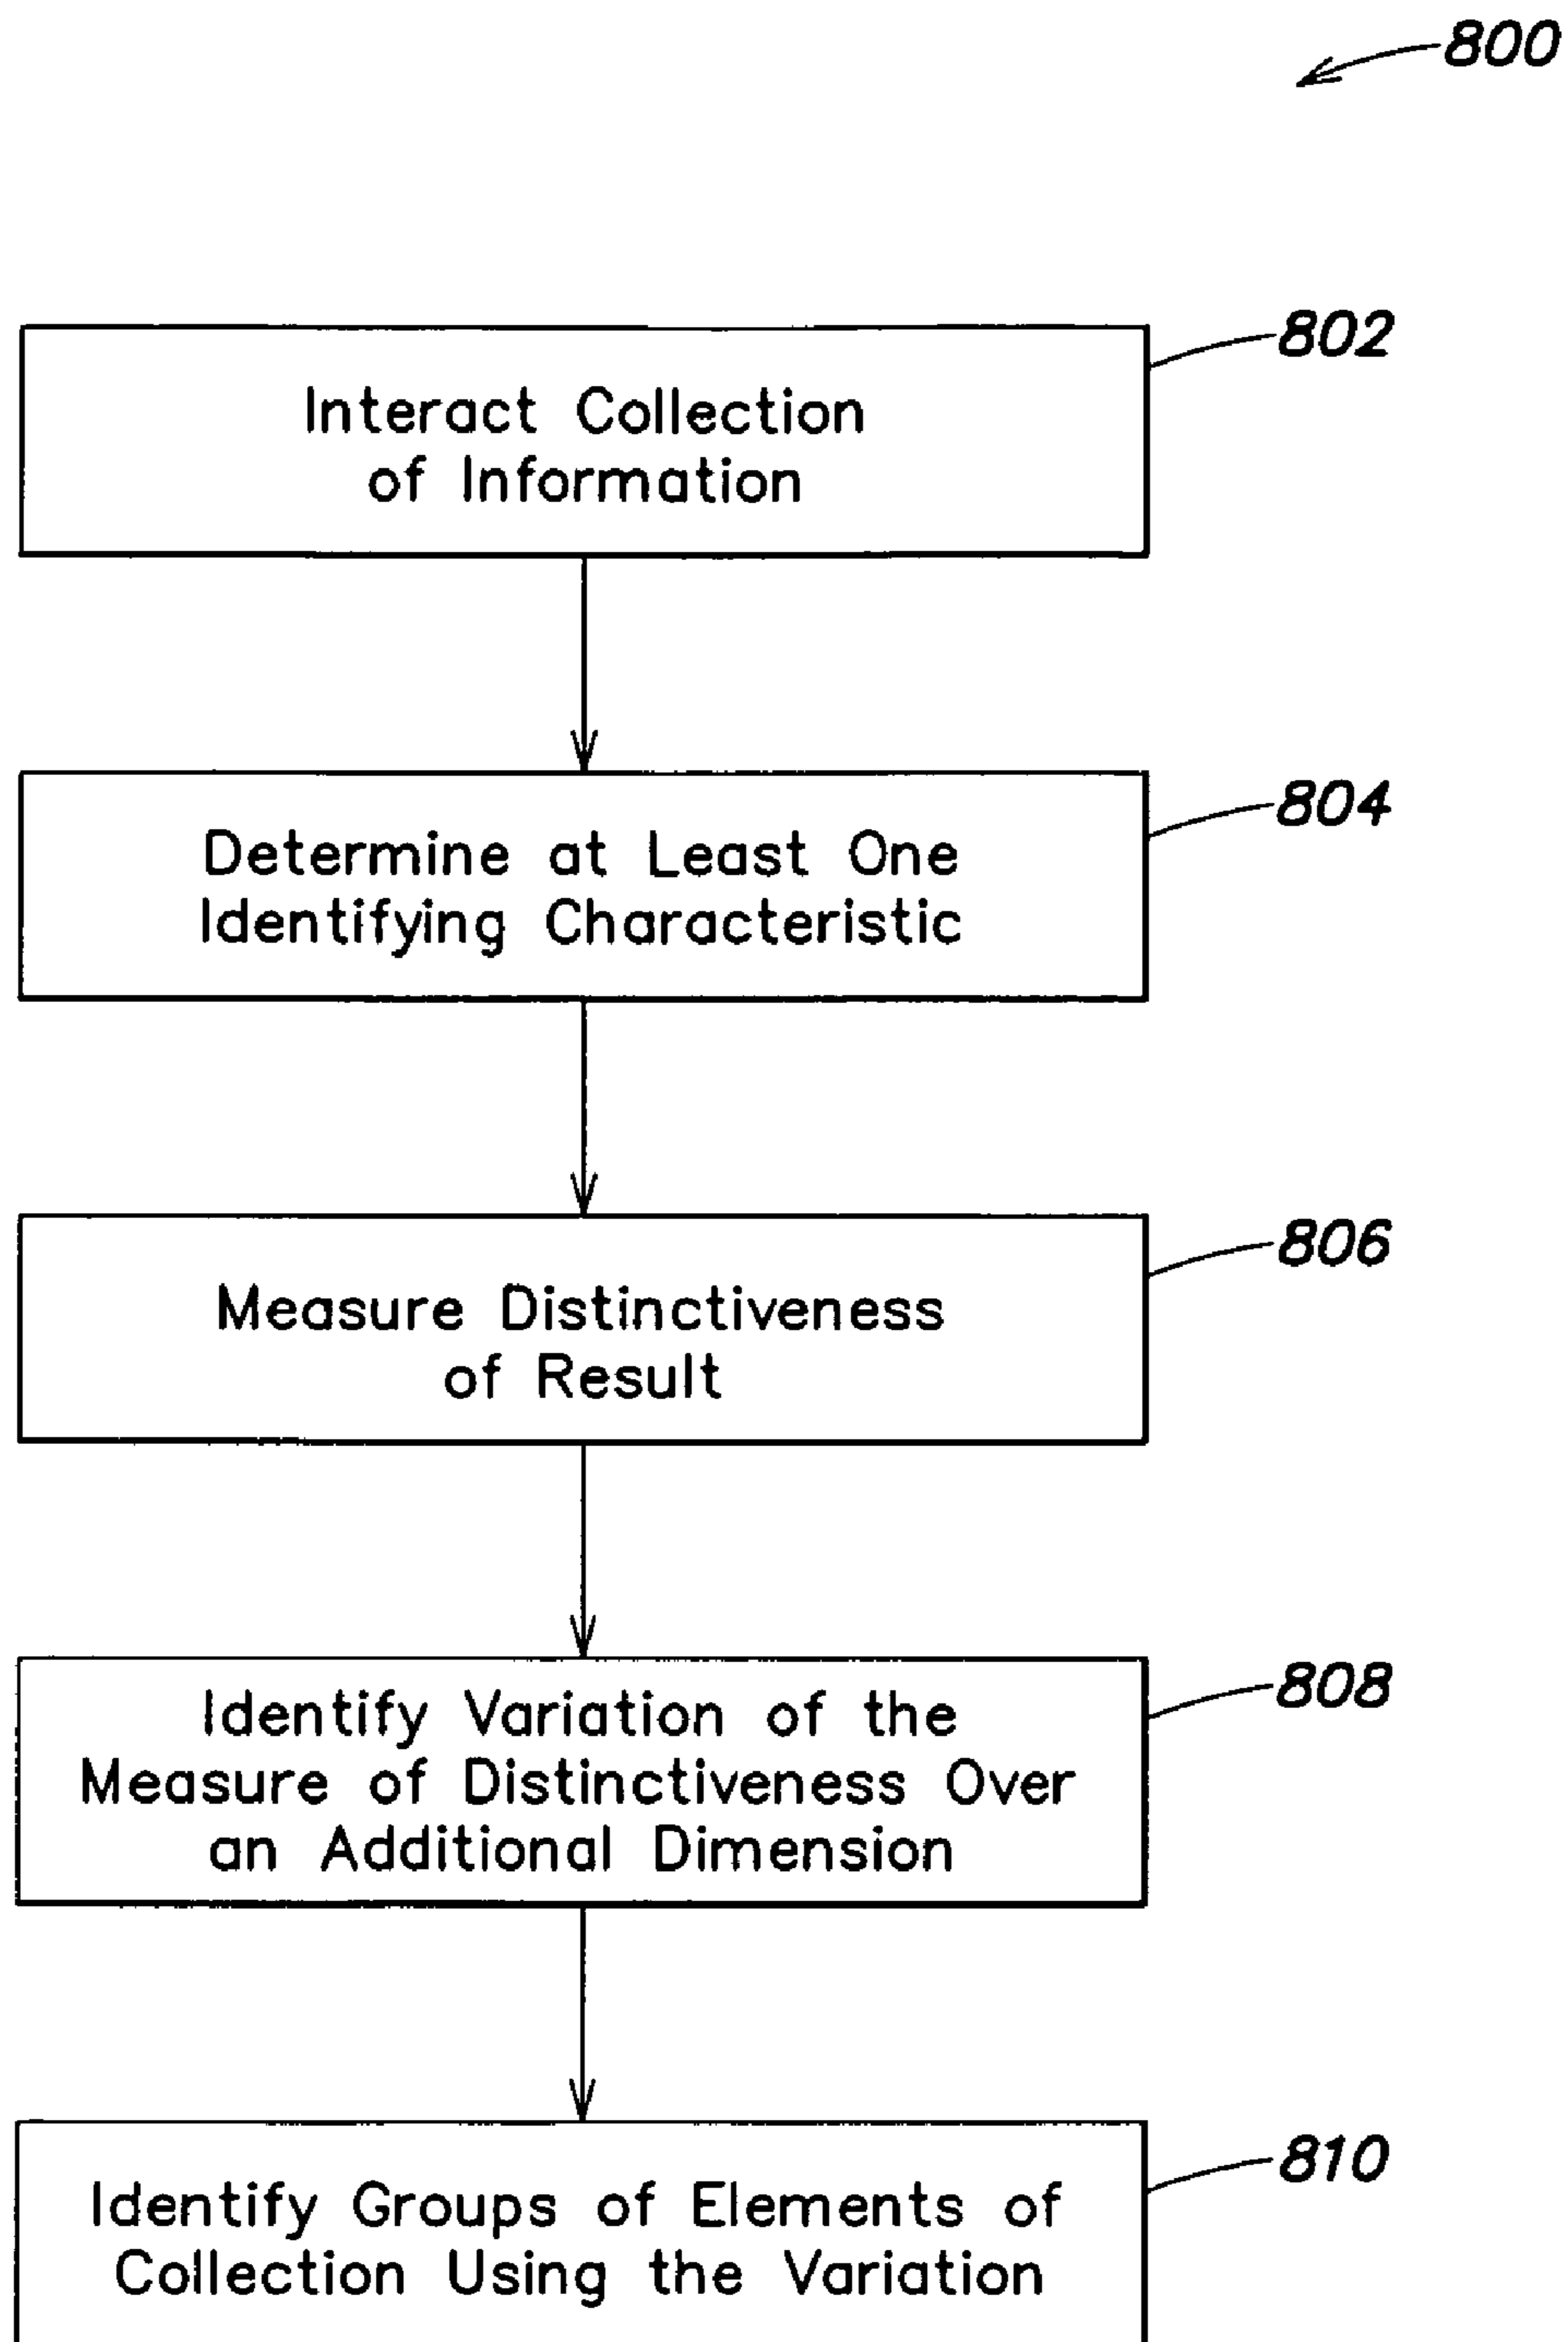 800
802
Interact Collection
of Information
804
Determine at Least One
Identifying Characteristic
806
Measure Distinctiveness
of Result
808
Identify Variation of the
Measure of Distinctiveness Over
an Additional Dimension
810
Identify Groups of Elements of
Collection Using the Variation